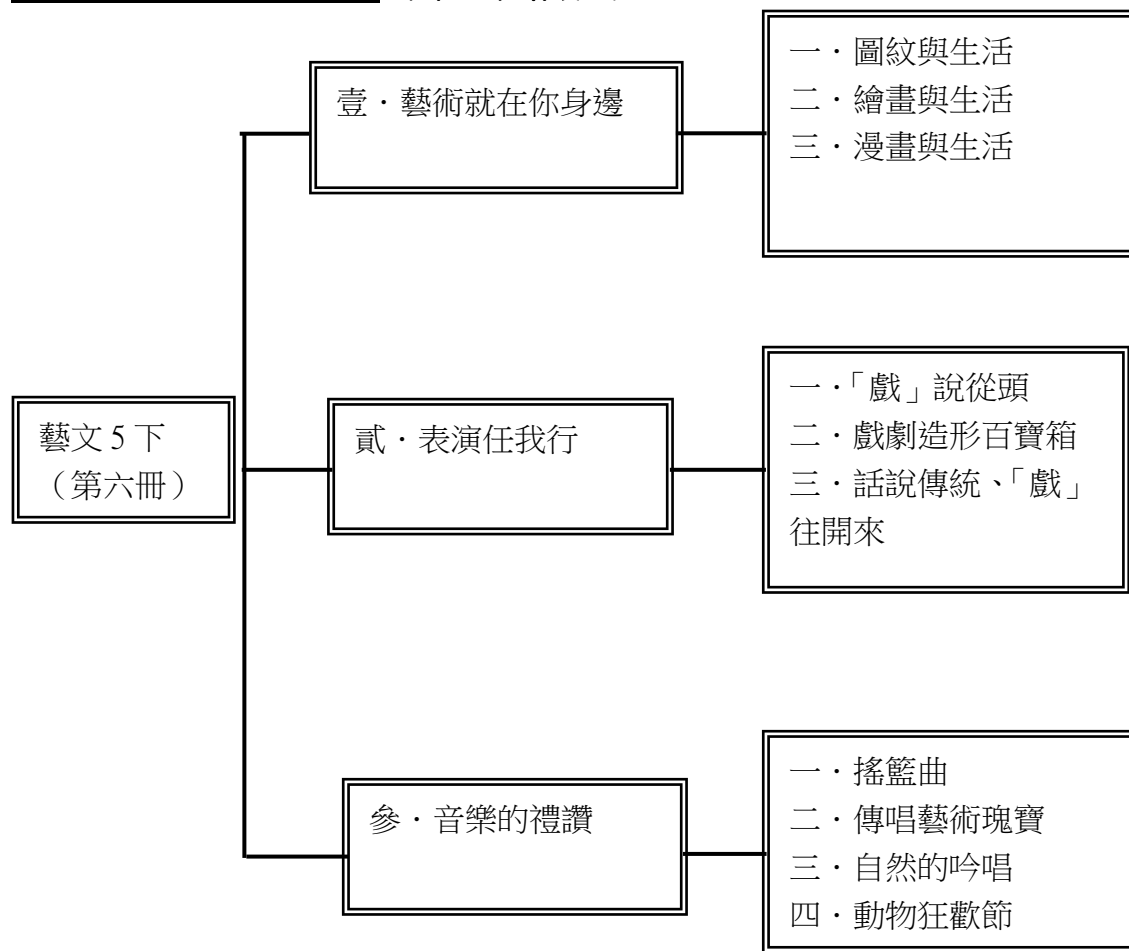 壹．藝術就在你身邊
一．圖紋與生活
二．繪畫與生活
三．漫畫與生活
藝文 5 下
（第六冊）
貳．表演任我行
一．「戲」說從頭
二．戲劇造形百寶箱
三．話說傳統、「戲」
往開來
參．音樂的禮讚
一．搖籃曲
二．傳唱藝術瑰寶
三．自然的吟唱
四．動物狂歡節